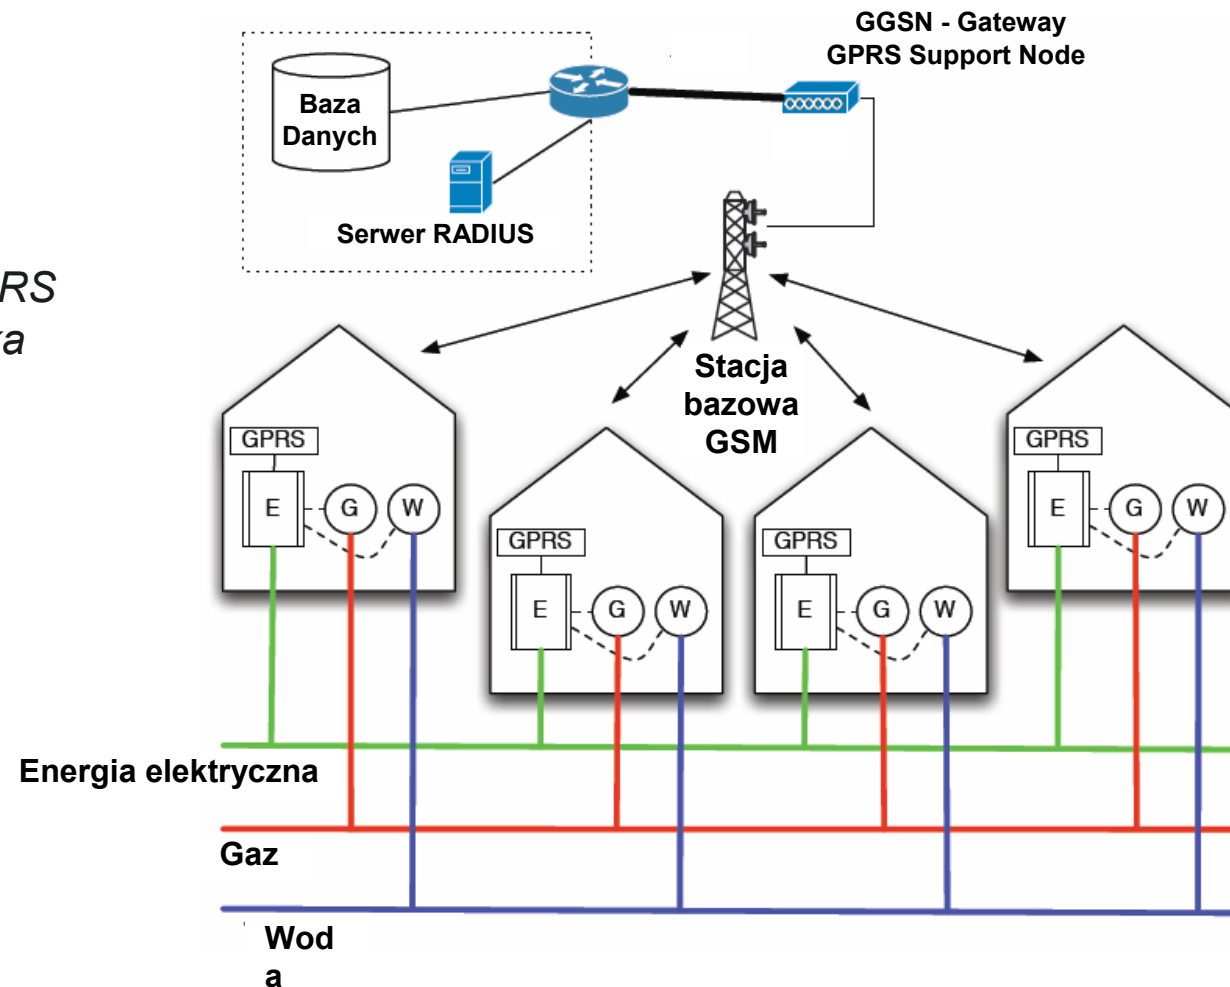 GGSN - Gateway
GPRS Support Node
Baza
Danych
Serwer RADIUS
RS
Stacja
bazowa
GSM
GPRS
E
G
W
GPRS
E
G
W
GPRS
E
G
W
GPRS
E
G
W
Energia elektryczna
Gaz
Wod
a